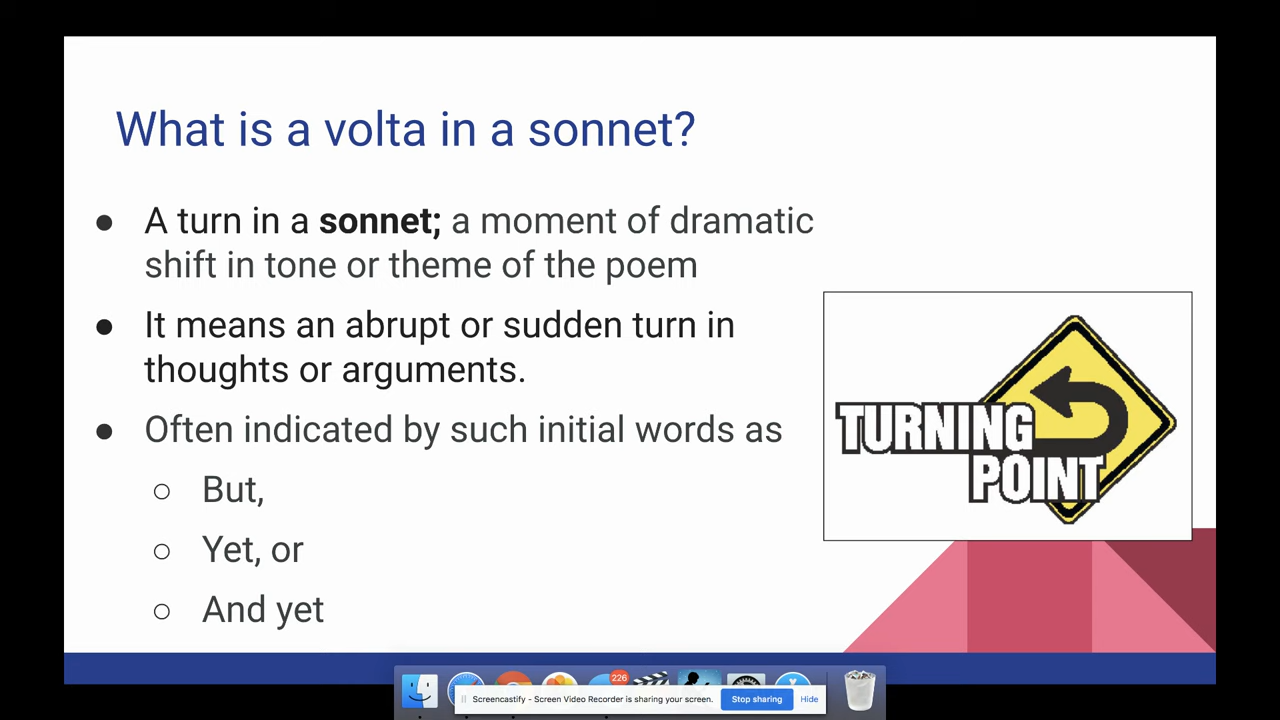 What is a volta in a sonnet?
● A turn in a sonnet; a moment of dramatic
shift in tone or theme of the poem
● It means an abrupt or sudden turn in
thoughts or arguments.
● Often indicated by such initial words as
○ But,
○ Yet, or
○ And yet
TURNING
POINT
226
Screencastify - Screen Video Recorder is sharing your screen.
Stop sharing
Hide